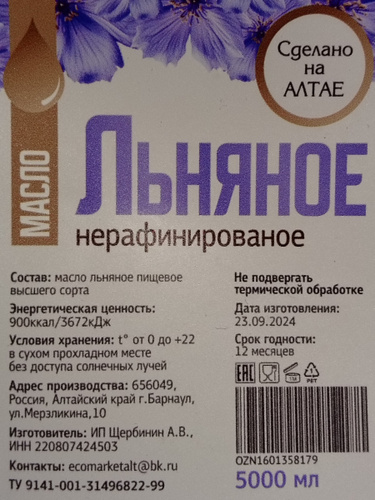 Сделано
на
АЛТАЕ
МАСЛО
Льняное
нерафинированое
Состав: масло льняное пищевое
высшего сорта
Энергетическая ценность:
900ккал/3672кДж
Условия хранения: t° от 0 до +22
в сухом прохладном месте
без доступа солнечных лучей
Адрес производства: 656049,
Россия, Алтайский край г.Барнаул,
ул.Мерзликина,10
Изготовитель: ИП Щербинин А.В.,
ИНН 220807424503
Контакты: ecomarketalt@bk.ru
ТУ 9141-001-31496822-99
Не подвергать
термической обработке
Дата изготовления:
23.09.2024
Срок годности:
12 месяцев
EAC
1
PET
OZN1601358179
5000 мл